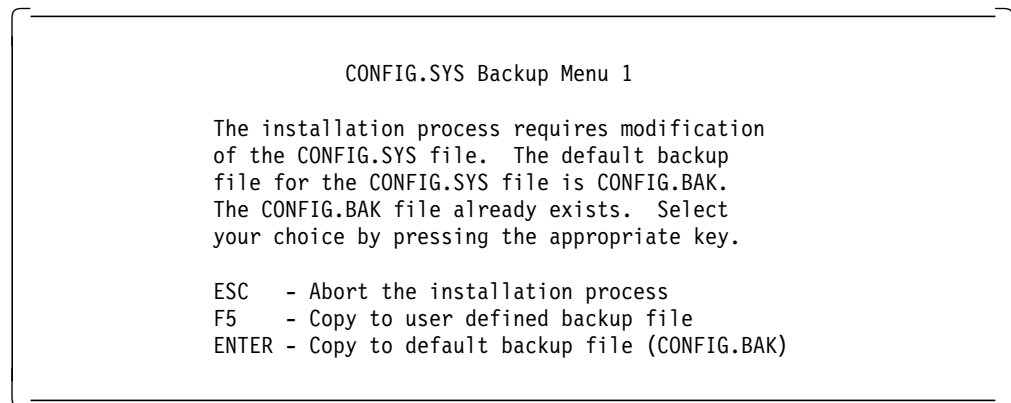 CONFIG.SYS Backup Menu 1
The installation process requires modification
of the CONFIG.SYS file.  The default backup
file for the CONFIG.SYS file is CONFIG.BAK.
The CONFIG.BAK file already exists.  Select
your choice by pressing the appropriate key.
ESC   - Abort the installation process
F5    - Copy to user defined backup file
ENTER - Copy to default backup file (CONFIG.BAK)